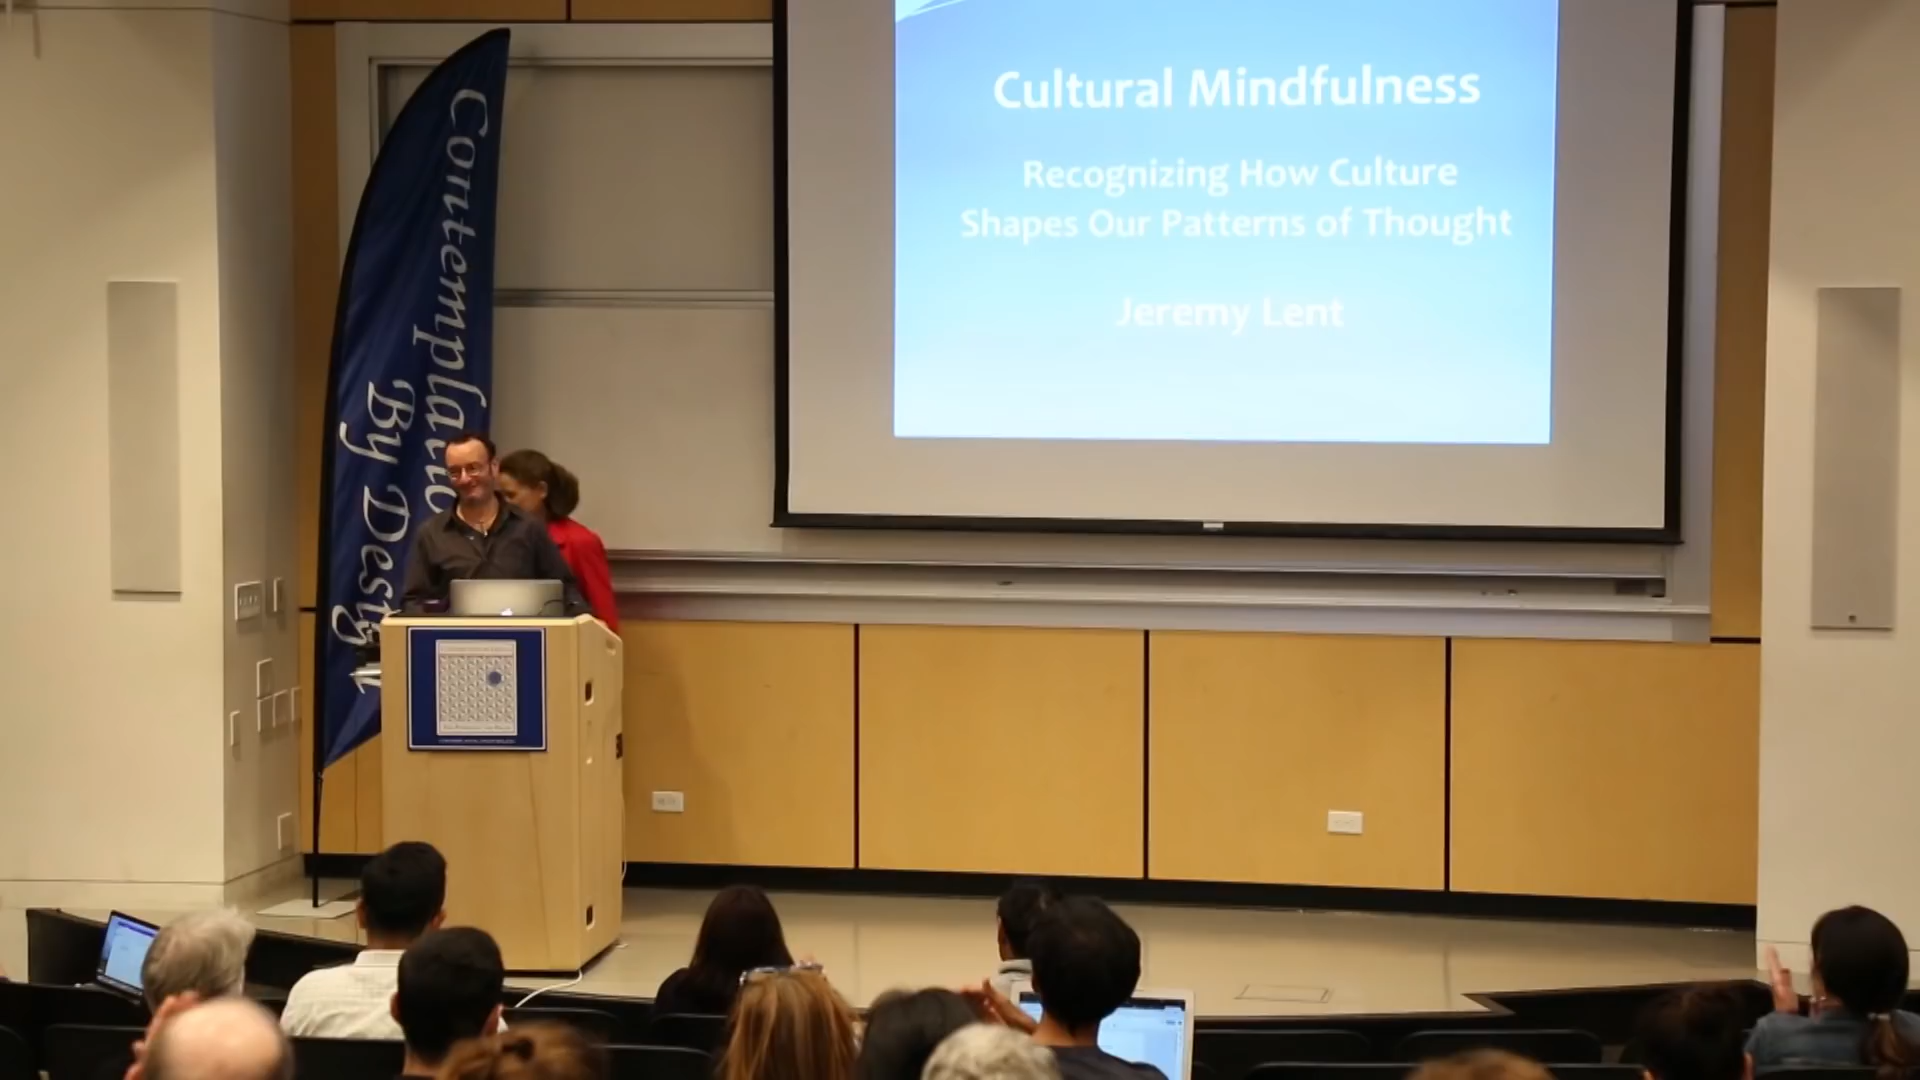 Cultural Mindfulness
Recognizing How Culture
Shapes Our Patterns of Thought
Jeremy Lent
Contemplation
By Design